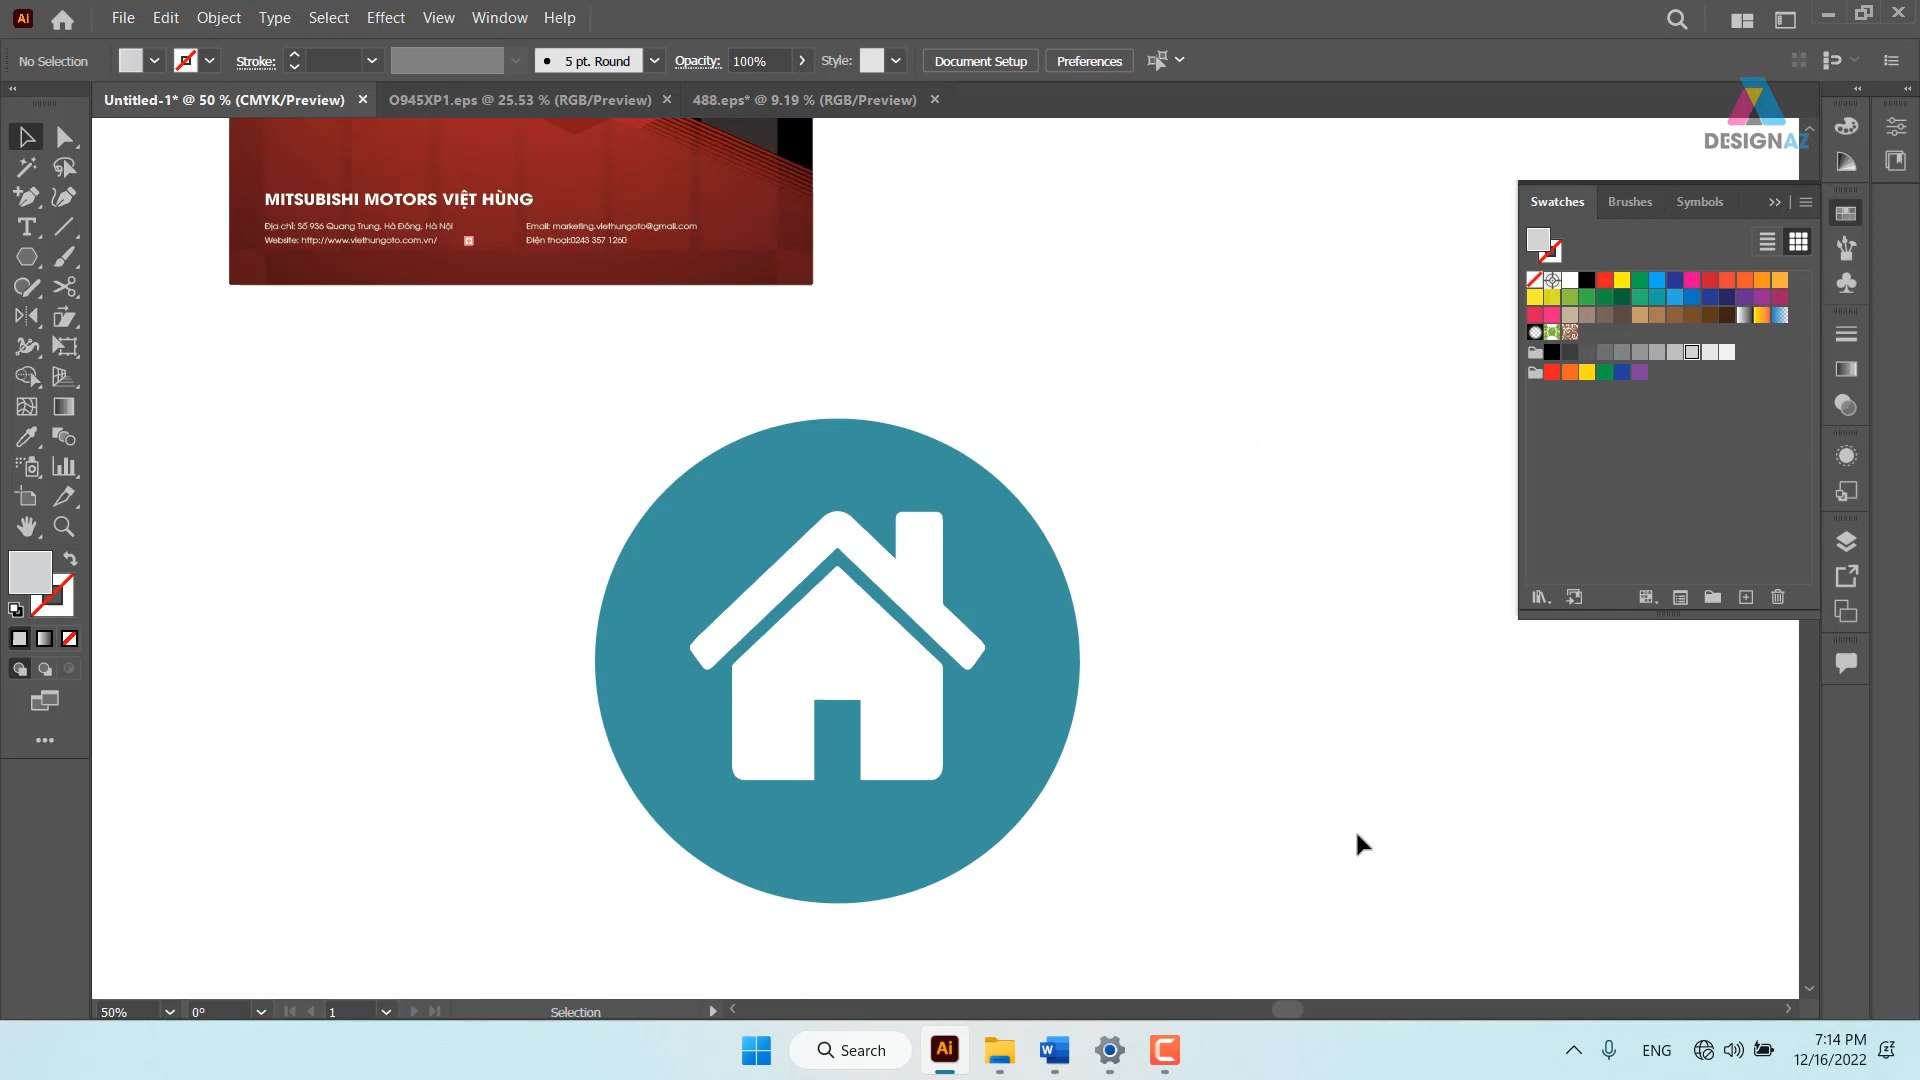 Ai File Edit Object Type Select Effect View Window Help
No Selection Stroke: 5 pt. Round Opacity: 100% Style: Document Setup Preferences
Untitled-1* @ 50 % (CMYK/Preview) × O945XP1.eps @ 25.53 % (RGB/Preview) × 488.eps* @ 9.19 % (RGB/Preview) ×
DESIGNAZ
MITSUBISHI MOTORS VIỆT HÙNG
Địa chỉ: Số 936 Quang Trung, Hà Đông, Hà Nội
Website: http://www.viethungoto.com.vn/
Email: marketing.viethungoto@gmail.com
Điện thoại:0243 357 1260
Swatches Brushes Symbols
50% 0° 1 Selection
Search Ai W C ENG
7:14 PM
12/16/2022